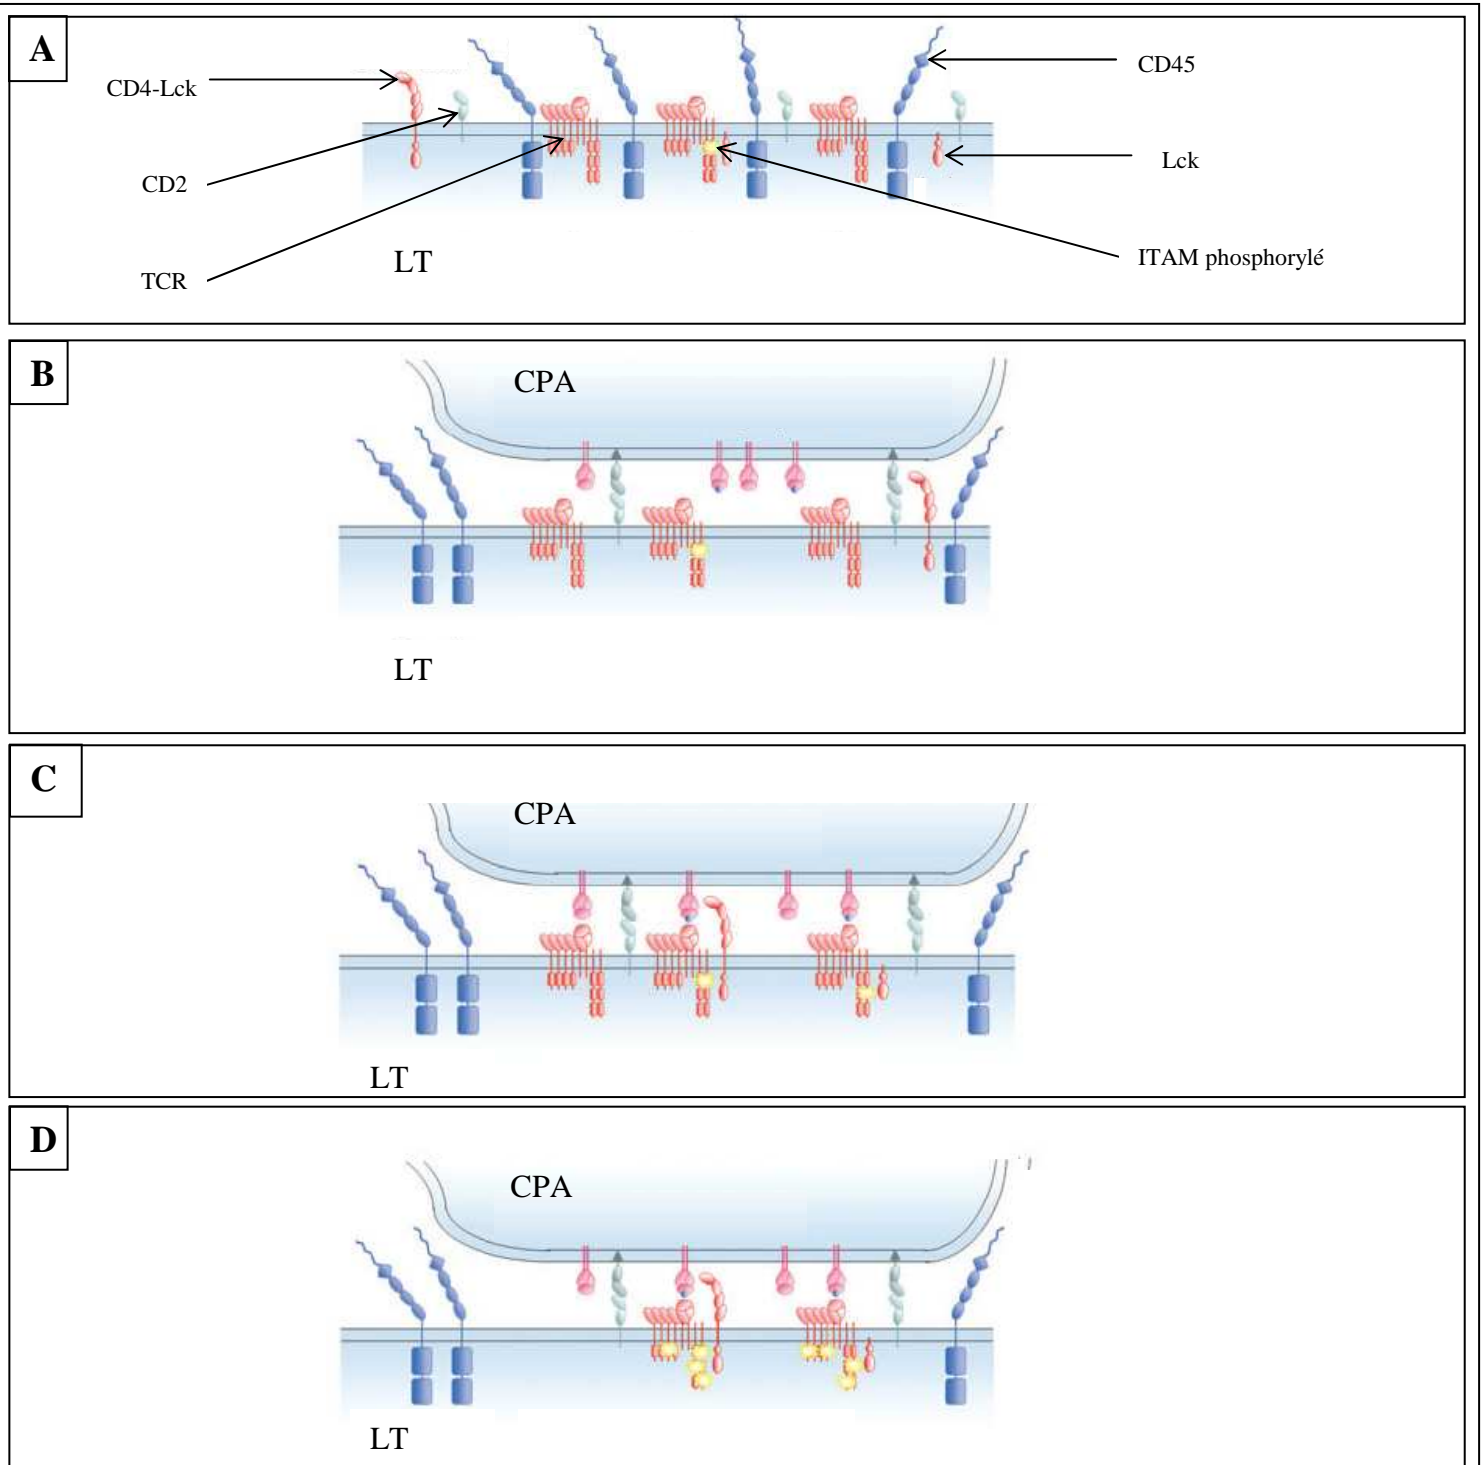 A
CD4-Lck
CD45
CD2
Lck
LT
ITAM phosphorylé
TCR
B
CPA
LT
C
CPA
LT
D
CPA
LT